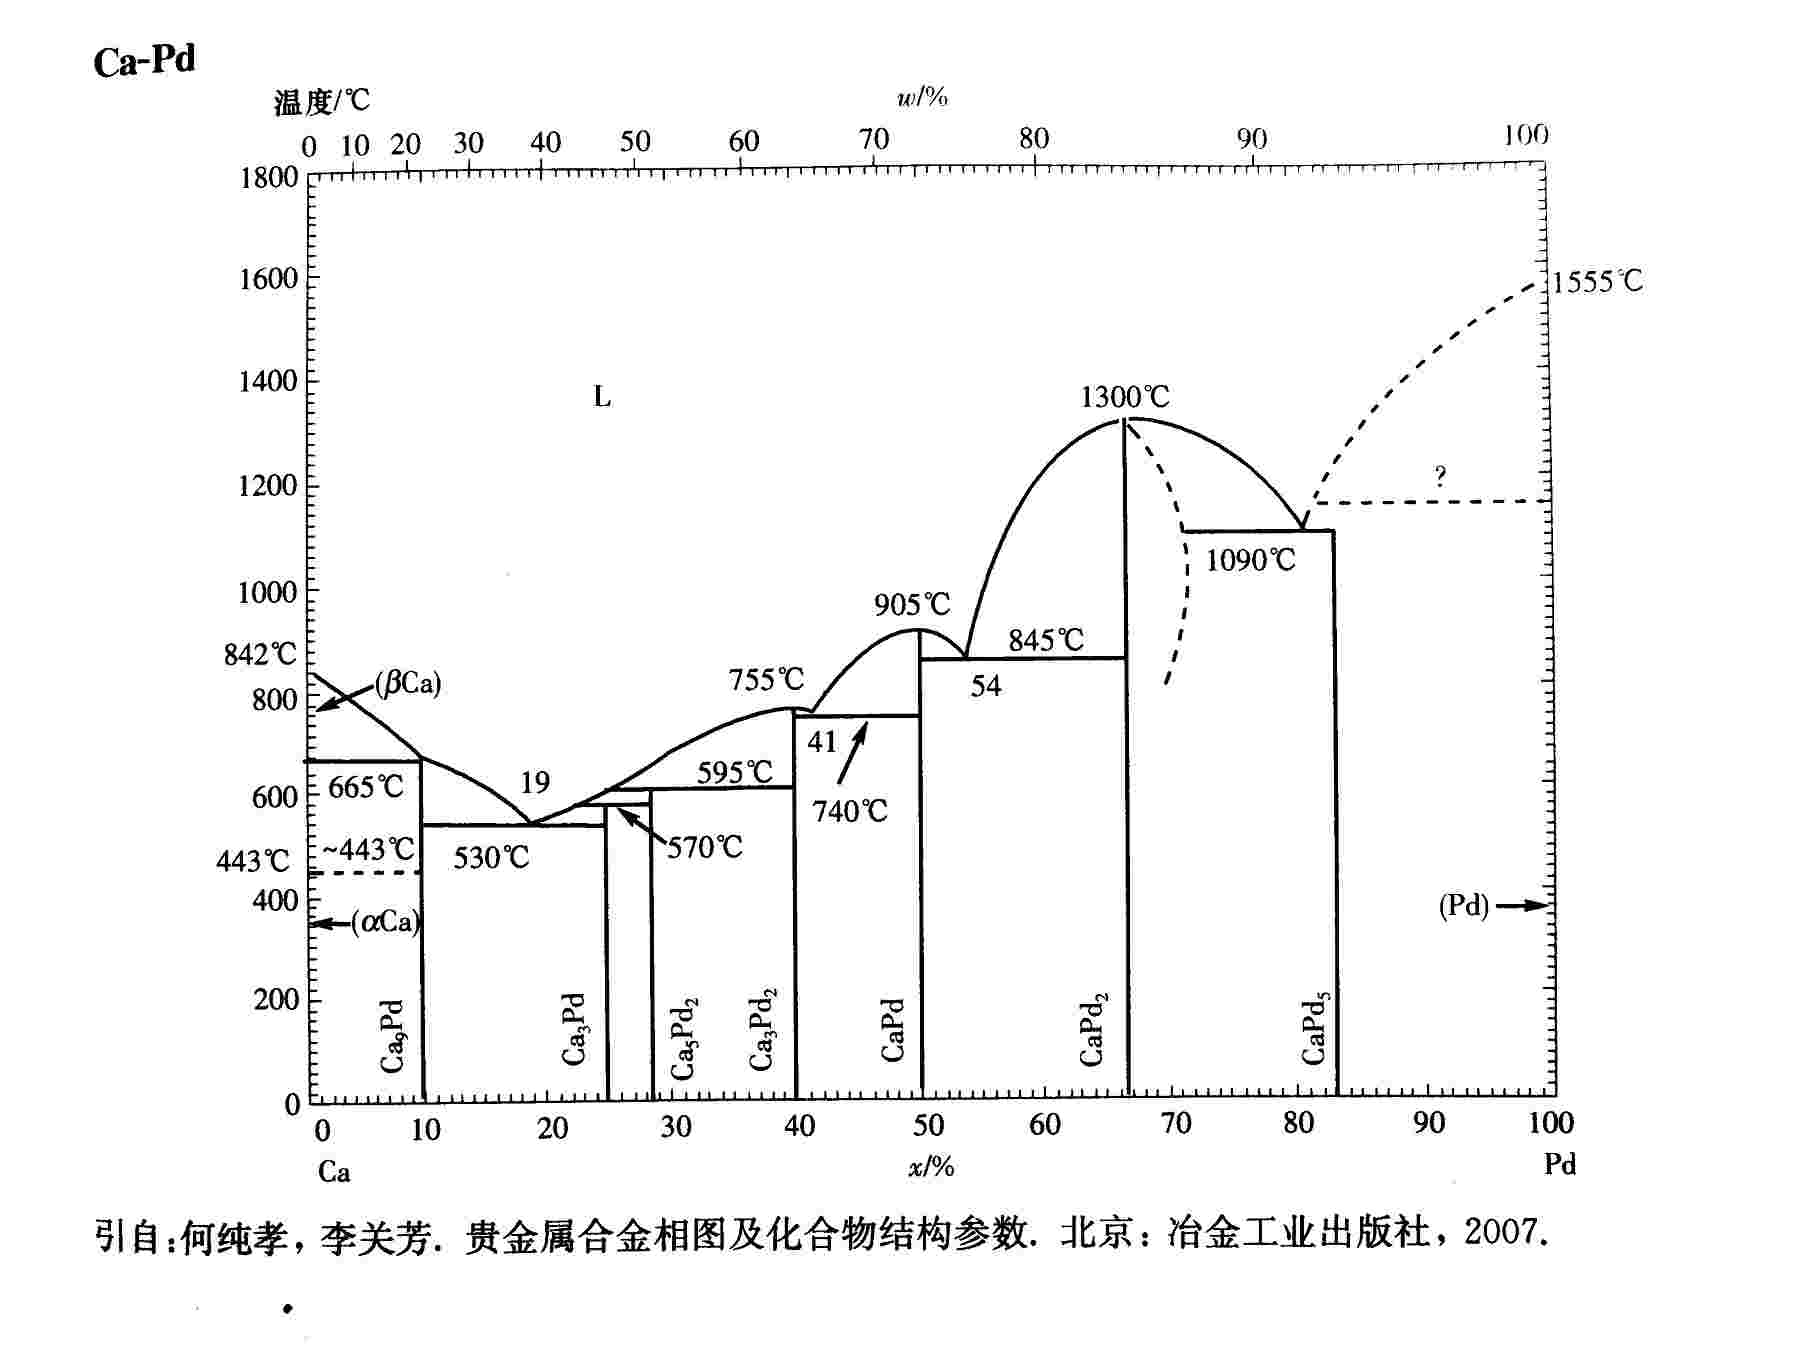 Ca-Pd
温度/℃
w/%
0 10 20 30 40 50 60 70 80 90 100
1800
1600
1555℃
1400
L
1300℃
1200
?
1090℃
1000
905℃
842℃
845℃
(βCa)
755℃
54
800
41
665℃
19
595℃
600
740℃
~443℃
530℃
570℃
443℃
400
(αCa)
(Pd)
200
Ca₉Pd
Ca₃Pd
Ca₅Pd₂
Ca₃Pd₂
CaPd
CaPd₂
CaPd₅
0
0 10 20 30 40 50 60 70 80 90 100
Ca
x/%
Pd
引自:何纯孝, 李关芳. 贵金属合金相图及化合物结构参数. 北京: 冶金工业出版社, 2007.